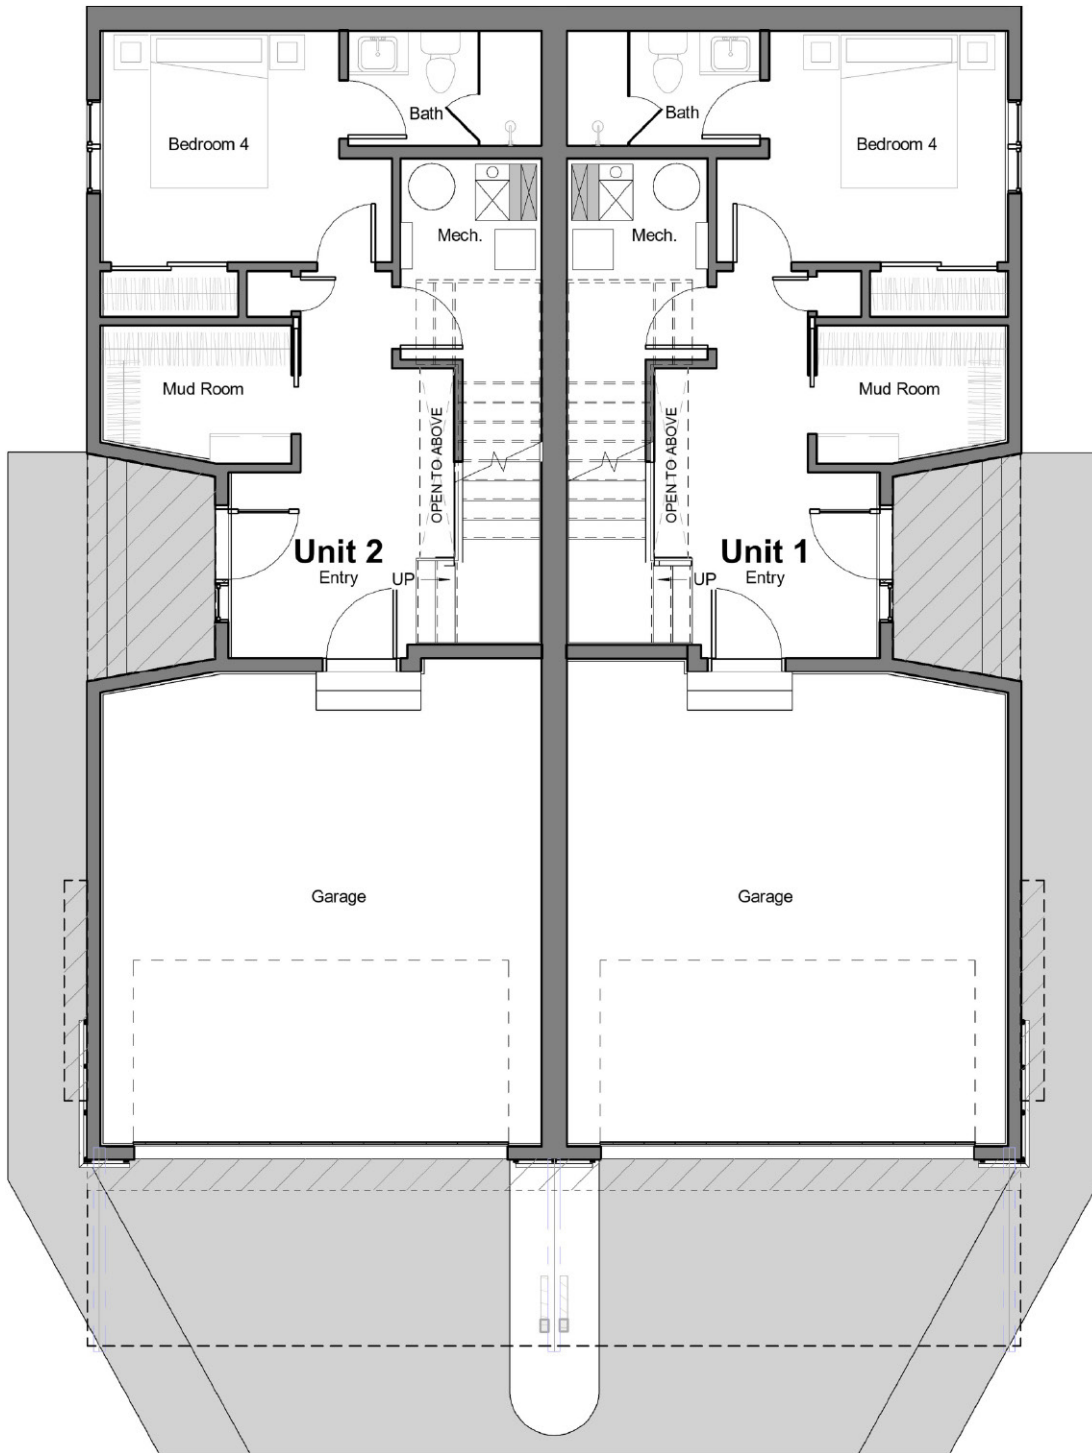 Bath
Bath
Bedroom 4
Bedroom 4
Mech.
Mech.
Mud Room
Mud Room
OPEN TO ABOVE
OPEN TO ABOVE
Unit 2
Unit 1
Entry
UP
UP
Entry
Garage
Garage